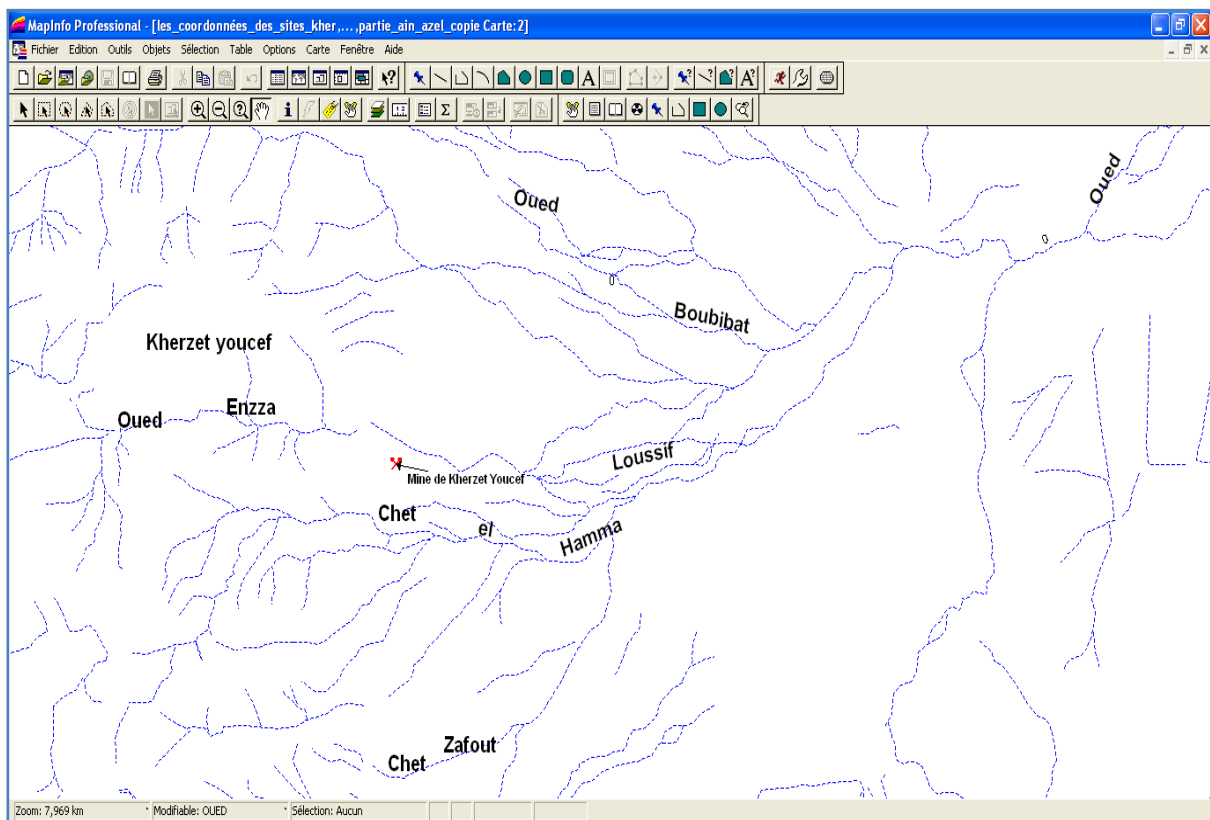 MapInfo Professional - [les_coordonnées_des_sites_kher,...,partie_ain_azel_copie Carte:2]
Fichier Edition Outils Objets Sélection Table Options Carte Fenêtre Aide
Oued
Oued
0
0
Boubibat
Kherzet youcef
Enzza
Oued
Loussif
Mine de Kherzet Youcef
Chet
el
Hamma
Zafout
Chet
Zoom: 7,969 km
Modifiable: OUED
Sélection: Aucun